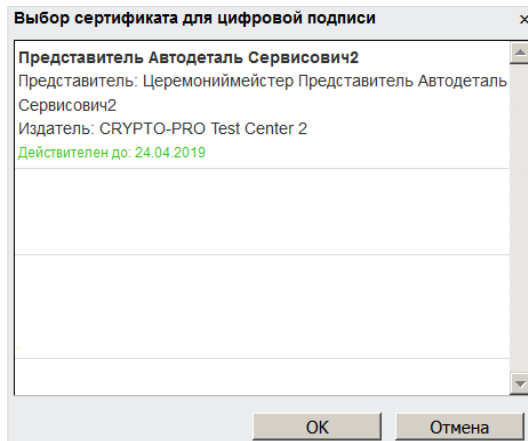 Выбор сертификата для цифровой подписи
Представитель Автодеталь Сервисович2
Представитель: Церемониймейстер Представитель Автодеталь
Сервисович2
Издатель: CRYPTO-PRO Test Center 2
Действителен до: 24.04.2019
OK
Отмена